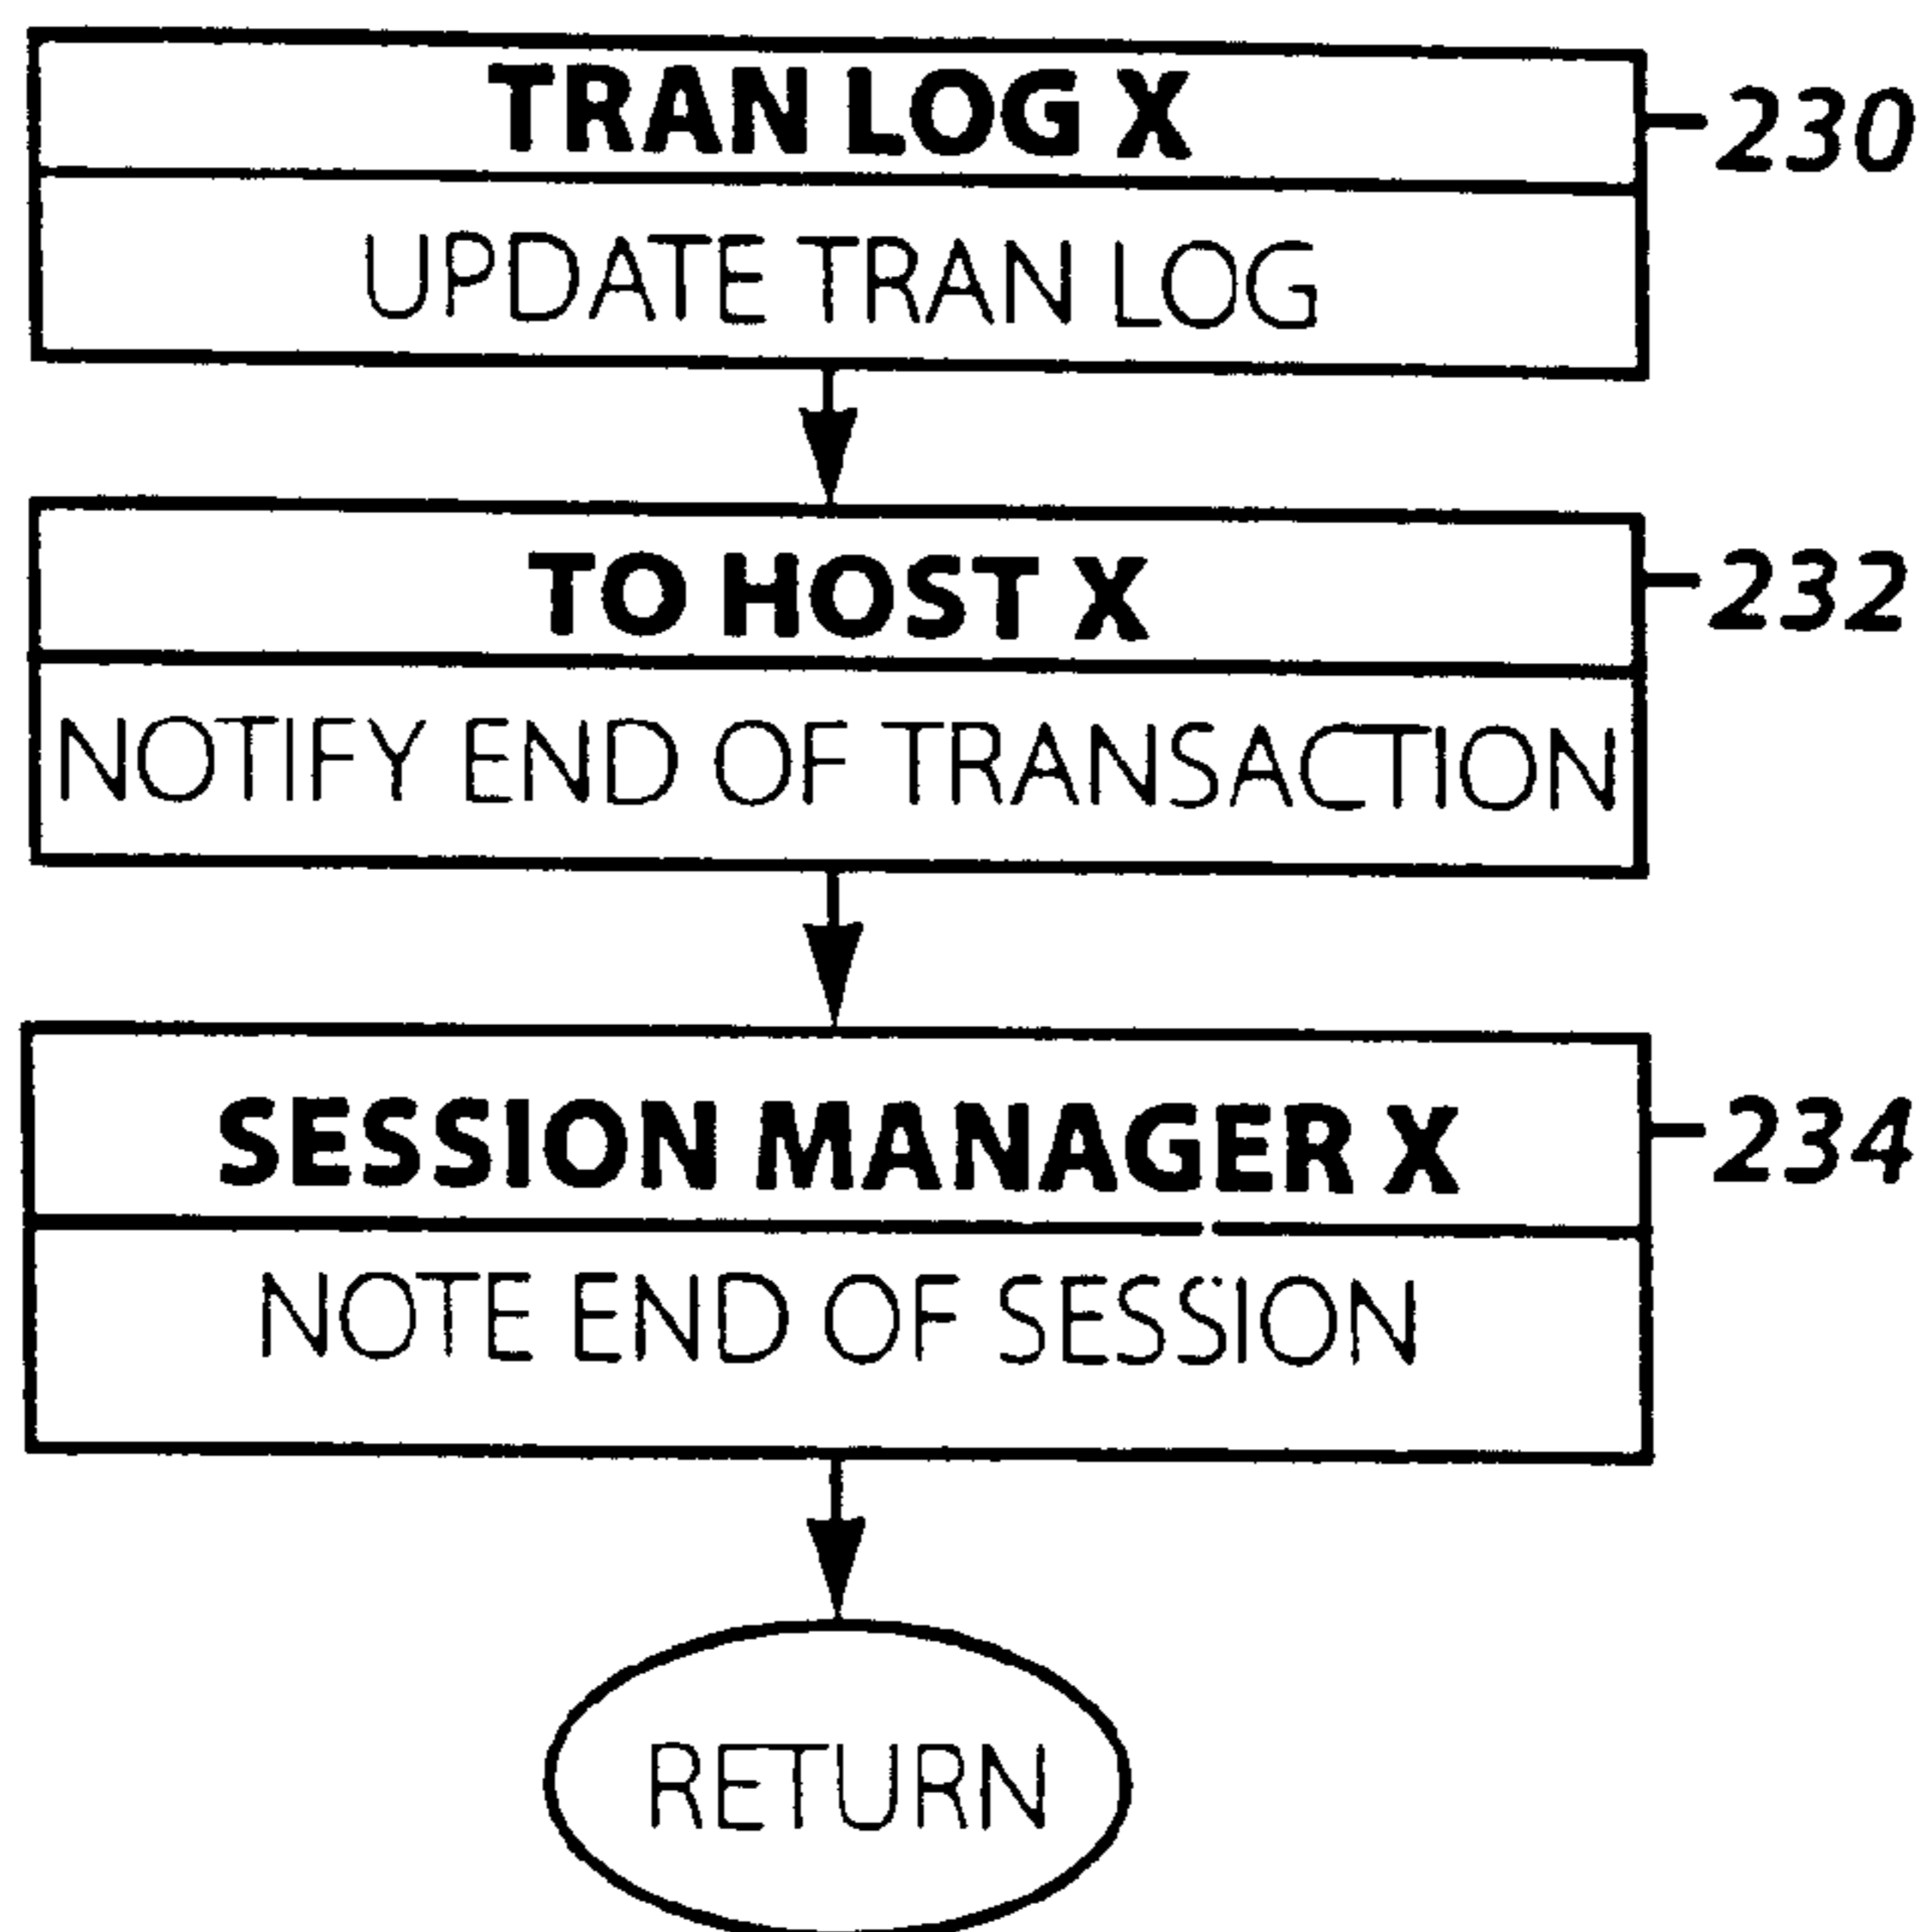 TRAN LOG X
230
UPDATE TRAN LOG
TO HOST X
232
NOTIFY END OF TRANSACTION
SESSION MANAGER X
234
NOTE END OF SESSION
RETURN